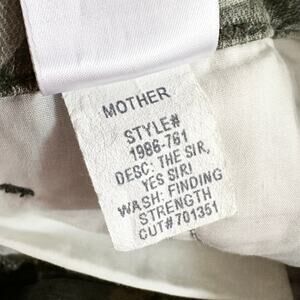 MOTHER
STYLE#
1986-761
DESC: THE SIR,
YES SIR!
WASH: FINDING
STRENGTH
CUT#701351